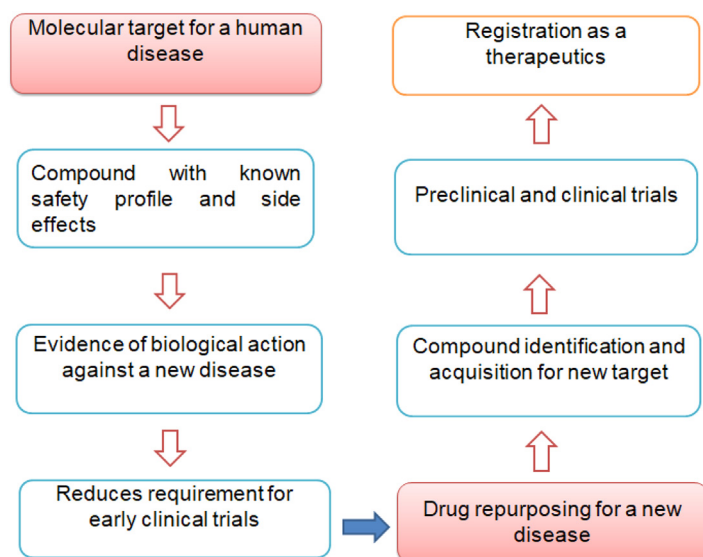 Molecular target for a human
disease
Compound with known
safety profile and side
effects
Evidence of biological action
against a new disease
Reduces requirement for
early clinical trials
Drug repurposing for a new
disease
Compound identification and
acquisition for new target
Preclinical and clinical trials
Registration as a
therapeutics